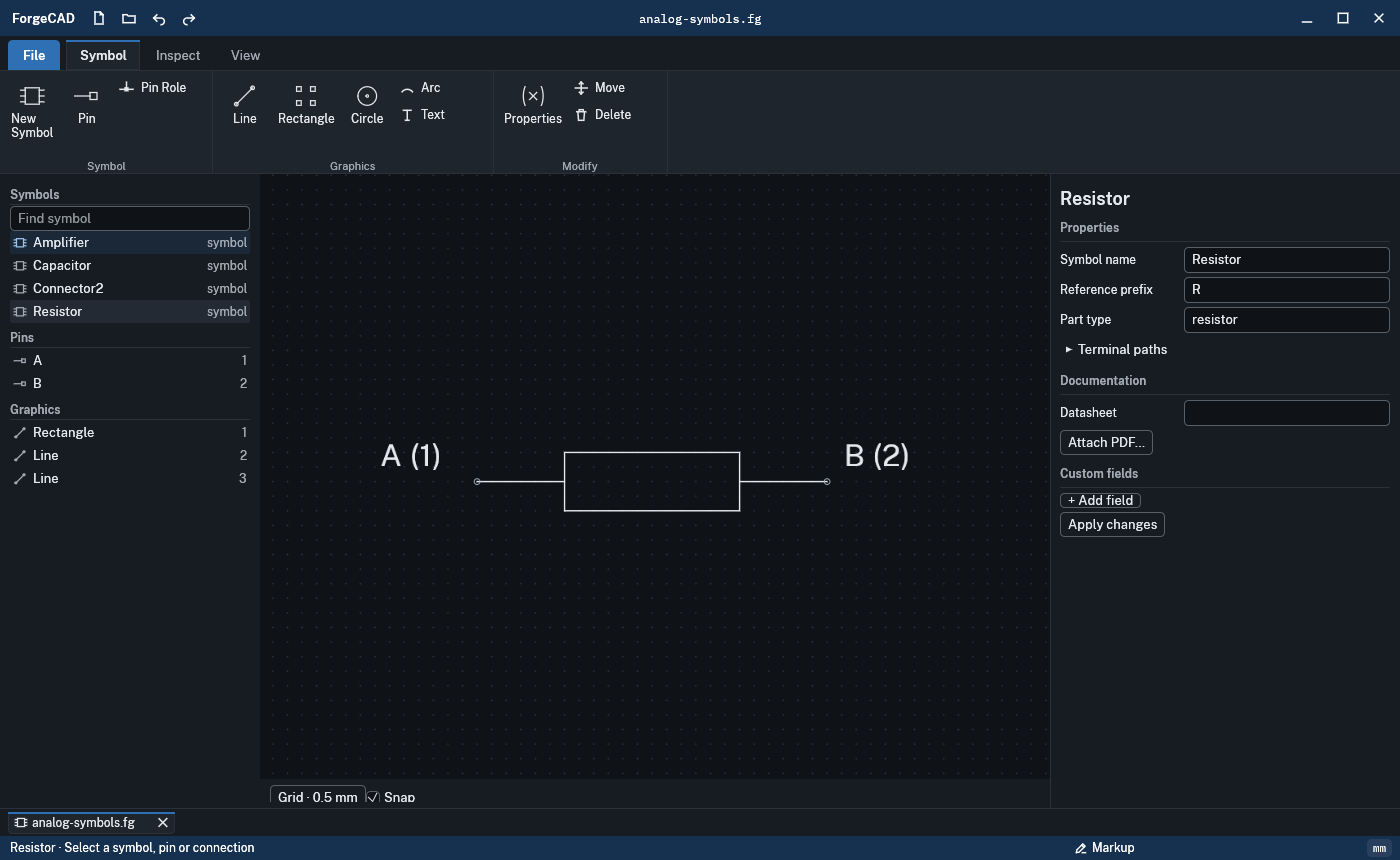 ForgeCAD
analog-symbols.fg
File Symbol Inspect View
New Symbol
Pin
Pin Role
Line
Rectangle
Circle
Arc
Text
Properties
Move
Delete
Symbol
Graphics
Modify
Symbols
Find symbol
Amplifier symbol
Capacitor symbol
Connector2 symbol
Resistor symbol
Pins
A 1
B 2
Graphics
Rectangle 1
Line 2
Line 3
A (1)
B (2)
Grid · 0.5 mm
Snap
Resistor
Properties
Symbol name Resistor
Reference prefix R
Part type resistor
Terminal paths
Documentation
Datasheet
Attach PDF...
Custom fields
+ Add field
Apply changes
analog-symbols.fg
Resistor · Select a symbol, pin or connection
Markup
mm